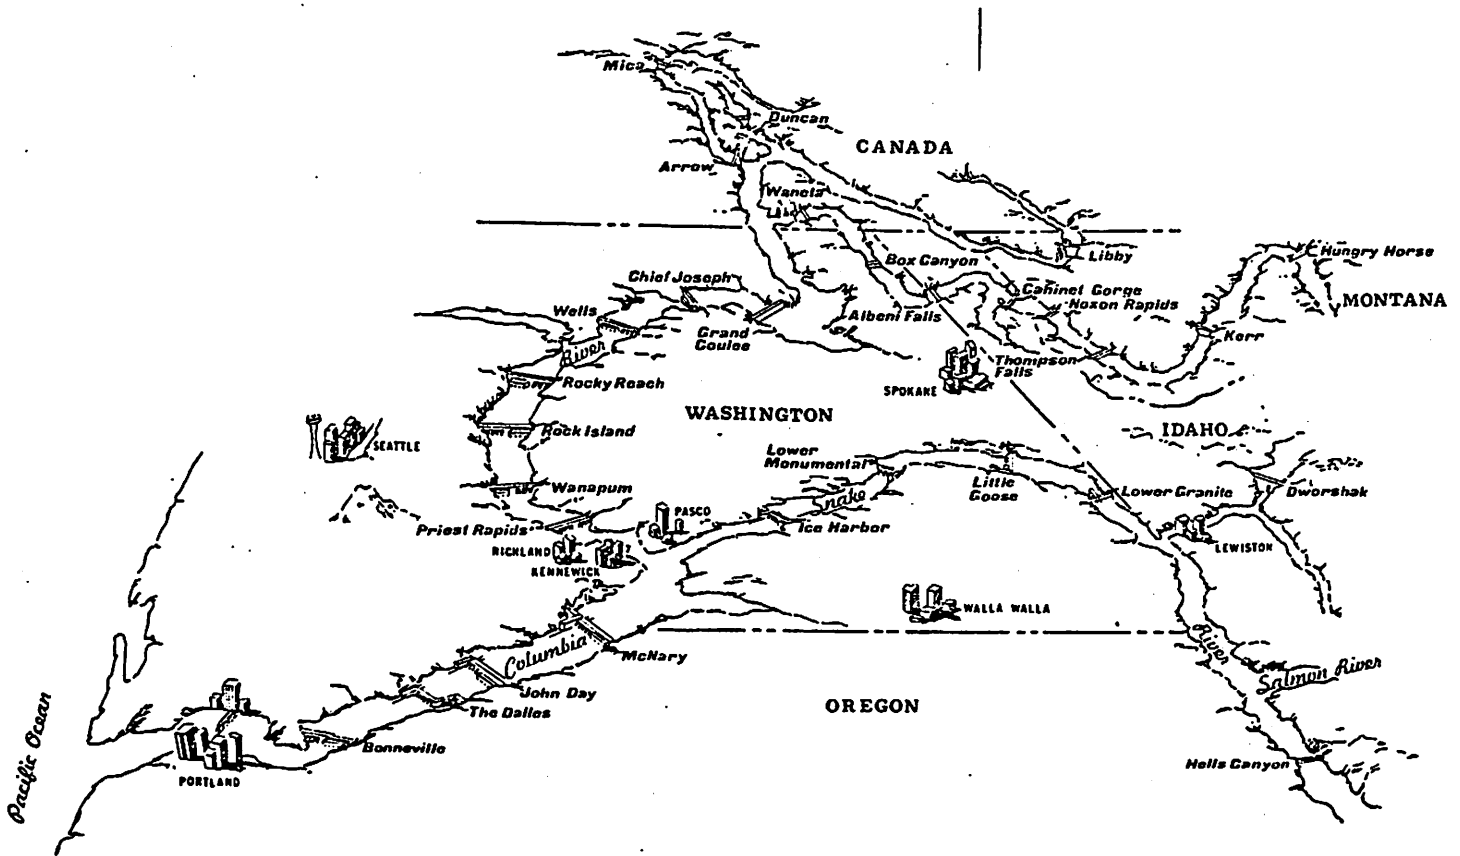 Mica
Duncan
CANADA
Arrow
Waneta
Libby
Hungry Horse
Box Canyon
Chief Joseph
Cabinet Gorge
Noxon Rapids
MONTANA
Wells
Grand
Coulee
Albeni Falls
Kerr
River
Thompson
Falls
Rocky Reach
SPOKANE
WASHINGTON
IDAHO
SEATTLE
Rock Island
Lower
Monumental
Wanapum
Snake
Little
Goose
Lower Granite
Dworshak
PASCO
Priest Rapids
Ice Harbor
RICHLAND
LEWISTON
KENNEWICK
WALLA WALLA
Columbia
McNary
River
Salmon River
John Day
The Dalles
OREGON
Bonneville
Hells Canyon
Pacific Ocean
PORTLAND